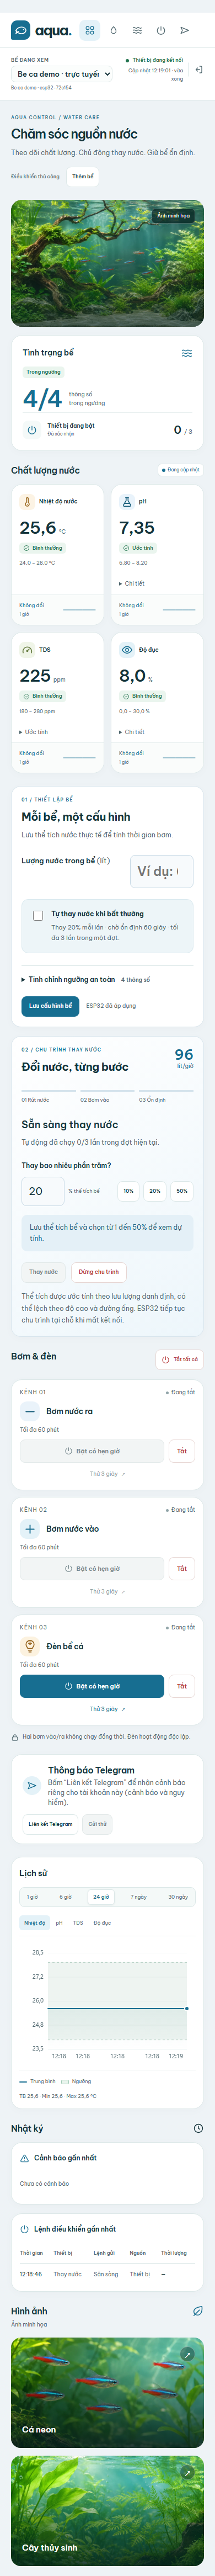 aqua.
BỂ ĐANG XEM
Be ca demo · trực tuyến
Be ca demo · esp32-72ef54
Thiết bị đang kết nối
Cập nhật 12:19:01 · vừa xong
AQUA CONTROL / WATER CARE
Chăm sóc nguồn nước
Theo dõi chất lượng. Chủ động thay nước. Giữ bể ổn định.
Điều khiển thủ công
Thêm bể
Ảnh minh họa
Tình trạng bể
Trong ngưỡng
4/4
thông số
trong ngưỡng
Thiết bị đang bật
Đã xác nhận
0 / 3
Chất lượng nước
Đang cập nhật
Nhiệt độ nước
25,6 °C
Bình thường
24,0 – 28,0 °C
Không đổi
1 giờ
pH
7,35
Ước tính
6,80 – 8,20
Chi tiết
Không đổi
1 giờ
TDS
225 ppm
Bình thường
180 – 280 ppm
Ước tính
Không đổi
1 giờ
Độ đục
8,0 %
Bình thường
0,0 – 30,0 %
Chi tiết
Không đổi
1 giờ
01 / THIẾT LẬP BỂ
Mỗi bể, một cấu hình
Lưu thể tích nước thực tế để tính thời gian bơm.
Lượng nước trong bể (lít)
Ví dụ:
Tự thay nước khi bất thường
Thay 20% mỗi lần · chờ ổn định 60 giây · tối
đa 3 lần trong một đợt.
Tinh chỉnh ngưỡng an toàn 4 thông số
Lưu cấu hình bể
ESP32 đã áp dụng
02 / CHU TRÌNH THAY NƯỚC
Đổi nước, từng bước
96
lít/giờ
01 Rút nước
02 Bơm vào
03 Ổn định
Sẵn sàng thay nước
Tự động đã chạy 0/3 lần trong đợt hiện tại.
Thay bao nhiêu phần trăm?
20
% thể tích bể
10%
20%
50%
Lưu thể tích bể và chọn từ 1 đến 50% để xem dự
tính.
Thay nước
Dừng chu trình
Thể tích được ước tính theo lưu lượng danh định, có
thể lệch theo độ cao và đường ống. ESP32 tiếp tục
chu trình tại chỗ khi mất kết nối.
Bơm & đèn
Tắt tất cả
KÊNH 01
Đang tắt
Bơm nước ra
Tối đa 60 phút
Bật có hẹn giờ
Tắt
Thử 3 giây ↗
KÊNH 02
Đang tắt
Bơm nước vào
Tối đa 60 phút
Bật có hẹn giờ
Tắt
Thử 3 giây ↗
KÊNH 03
Đang tắt
Đèn bể cá
Tối đa 60 phút
Bật có hẹn giờ
Tắt
Thử 3 giây ↗
Hai bơm vào/ra không chạy đồng thời. Đèn hoạt động độc lập.
Thông báo Telegram
Bấm "Liên kết Telegram" để nhận cảnh báo
riêng cho tài khoản này (cảnh báo và nguy
hiểm).
Liên kết Telegram
Gửi thử
Lịch sử
1 giờ
6 giờ
24 giờ
7 ngày
30 ngày
Nhiệt độ
pH
TDS
Độ đục
28,5
27,2
26,0
24,8
23,5
12:18
12:18
12:18
12:18
12:19
Trung bình
Ngưỡng
TB 25,6 · Min 25,6 · Max 25,6 °C
Nhật ký
Cảnh báo gần nhất
Chưa có cảnh báo
Lệnh điều khiển gần nhất
Thời gian
Thiết bị
Lệnh gửi
Nguồn
Thời lượng
12:18:46
Thay nước
Sẵn sàng
Thiết bị
—
Hình ảnh
Ảnh minh họa
Cá neon
Cây thủy sinh